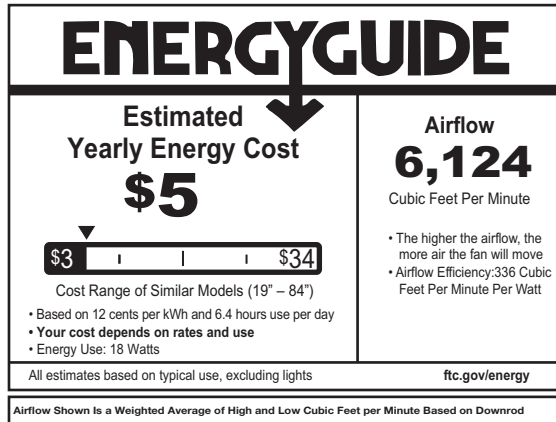 ENERGYGUIDE
Estimated
Yearly Energy Cost
$5
$3
$34
Cost Range of Similar Models (19” – 84”)
• Based on 12 cents per kWh and 6.4 hours use per day
• Your cost depends on rates and use
• Energy Use: 18 Watts
Airflow
6,124
Cubic Feet Per Minute
• The higher the airflow, the
more air the fan will move
• Airflow Efficiency:336 Cubic
Feet Per Minute Per Watt
All estimates based on typical use, excluding lights
ftc.gov/energy
Airflow Shown Is a Weighted Average of High and Low Cubic Feet per Minute Based on Downrod